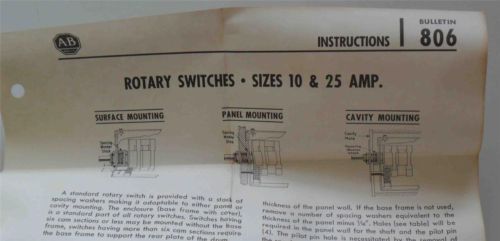 AB
INSTRUCTIONS
BULLETIN
806
ROTARY SWITCHES • SIZES 10 & 25 AMP.
SURFACE MOUNTING
PANEL MOUNTING
CAVITY MOUNTING
A standard rotary switch is provided with a stack of
spacing washers making it adaptable to either panel or
cavity mounting. The enclosure (base frame with cover),
is a standard part of all rotary switches. Switches having
six cam sections or less may be mounted without the base
frame, switches having more than six cam sections require
the base frame to support the rear plate of the
thickness of the panel wall. If the base frame is not used,
remove a number of spacing washers equivalent to the
thickness of the panel minus Holes (see table) will be
required in the panel for the shaft and the pilot pin
The pilot pin hole is necessitated by the removal of